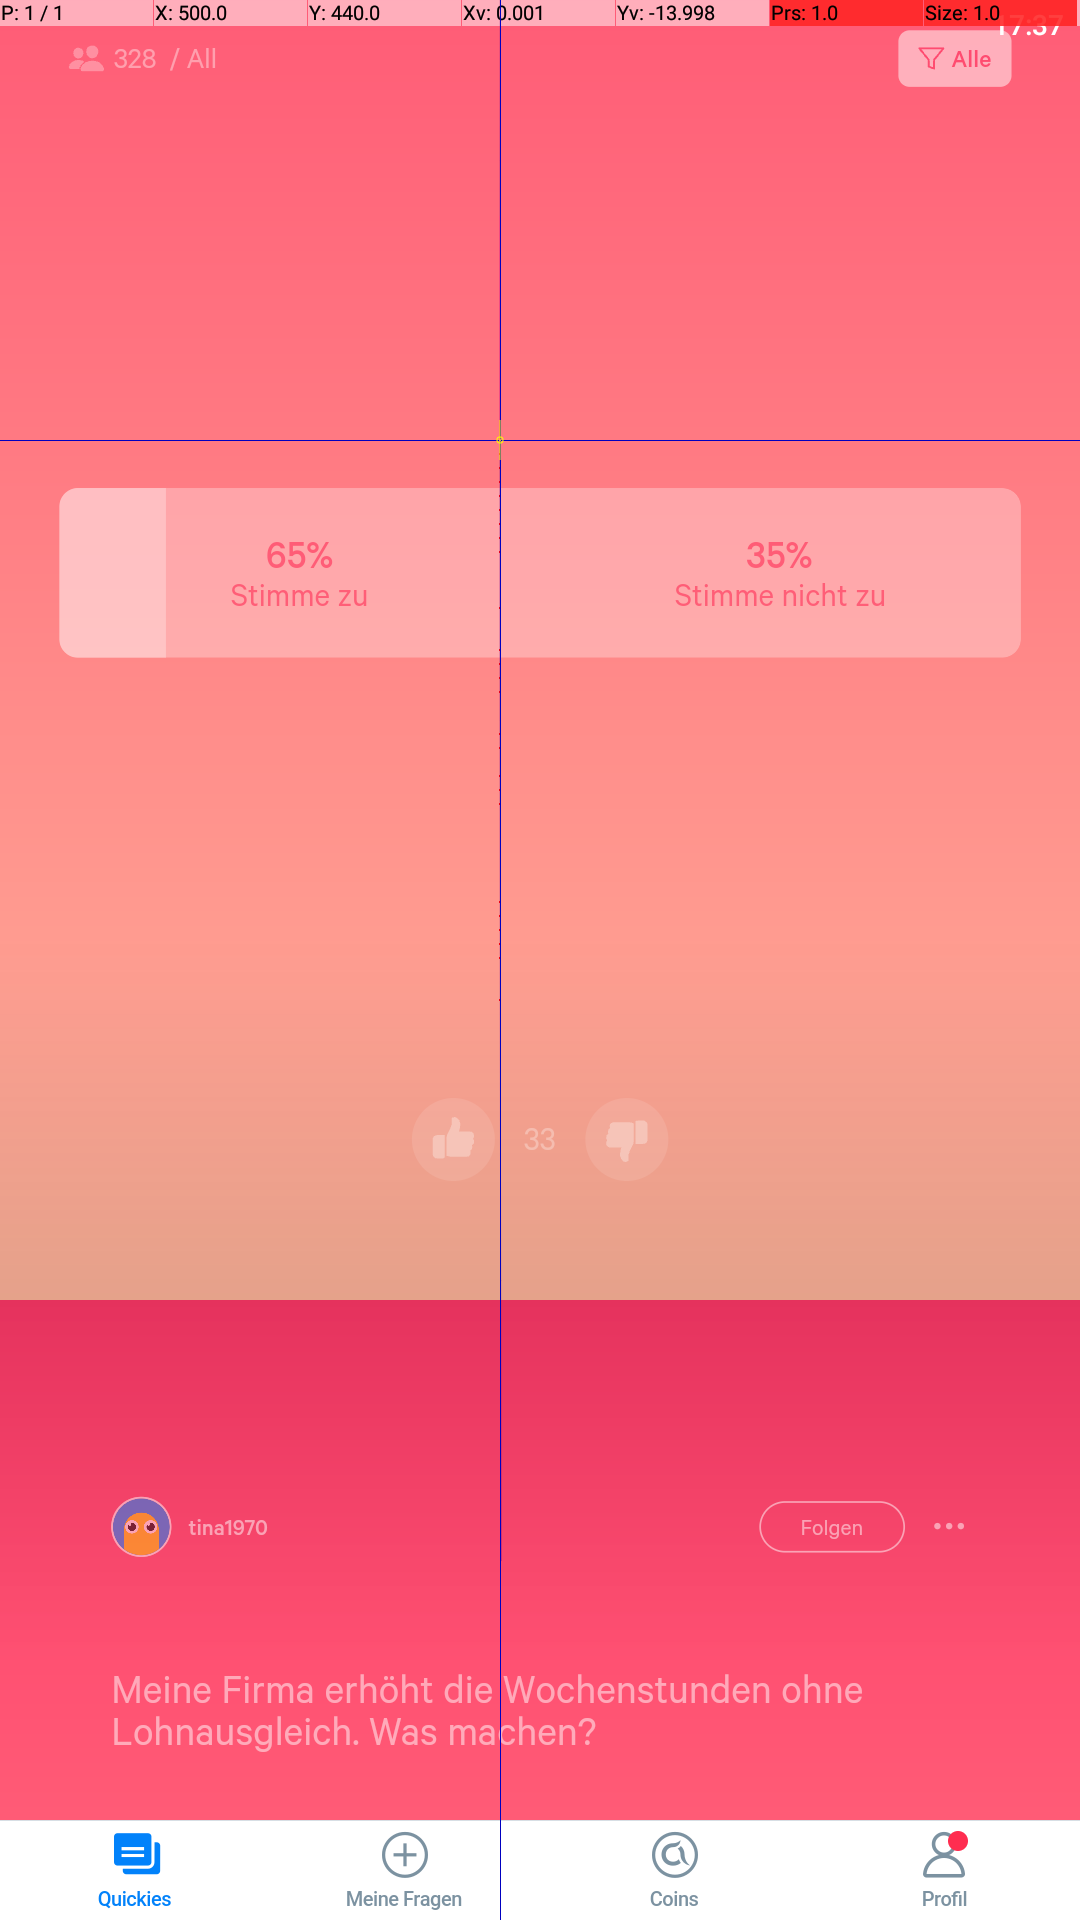 P: 1 / 1 X: 500.0 Y: 440.0 Xv: 0.001 Yv: -13.998 Prs: 1.0 Size: 1.0
17:37
328 / All
Alle
65% 35%
Stimme zu Stimme nicht zu
33
tina1970 Folgen
Meine Firma erhöht die Wochenstunden ohne
Lohnausgleich. Was machen?
Quickies Meine Fragen Coins Profil